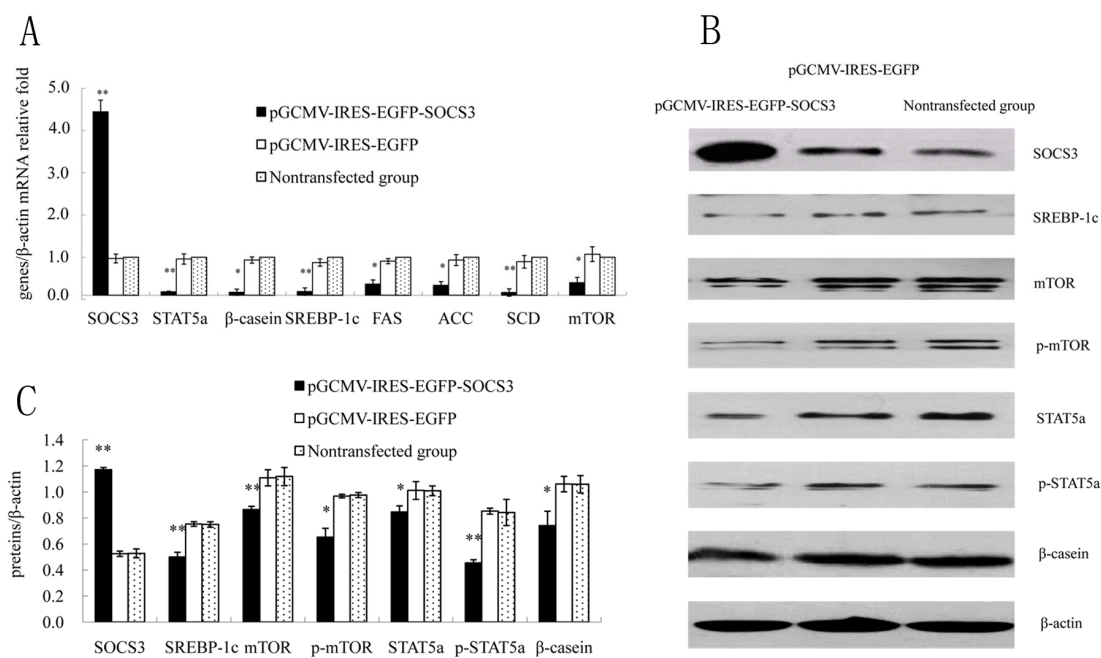 A
genes/β-actin mRNA relative fold
5.0
4.0
3.0
2.0
1.0
0.0
**
**
*
**
*
*
**
*
pGCMV-IRES-EGFP-SOCS3
pGCMV-IRES-EGFP
Nontransfected group
SOCS3 STAT5a β-casein SREBP-1c FAS ACC SCD mTOR
B
pGCMV-IRES-EGFP
pGCMV-IRES-EGFP-SOCS3 Nontransfected group
SOCS3
SREBP-1c
mTOR
p-mTOR
STAT5a
p-STAT5a
β-casein
β-actin
C
preteins/β-actin
pGCMV-IRES-EGFP-SOCS3
pGCMV-IRES-EGFP
Nontransfected group
1.4
1.2
1.0
0.8
0.6
0.4
0.2
0.0
**
**
**
*
*
**
*
SOCS3 SREBP-1c mTOR p-mTOR STAT5a p-STAT5a β-casein